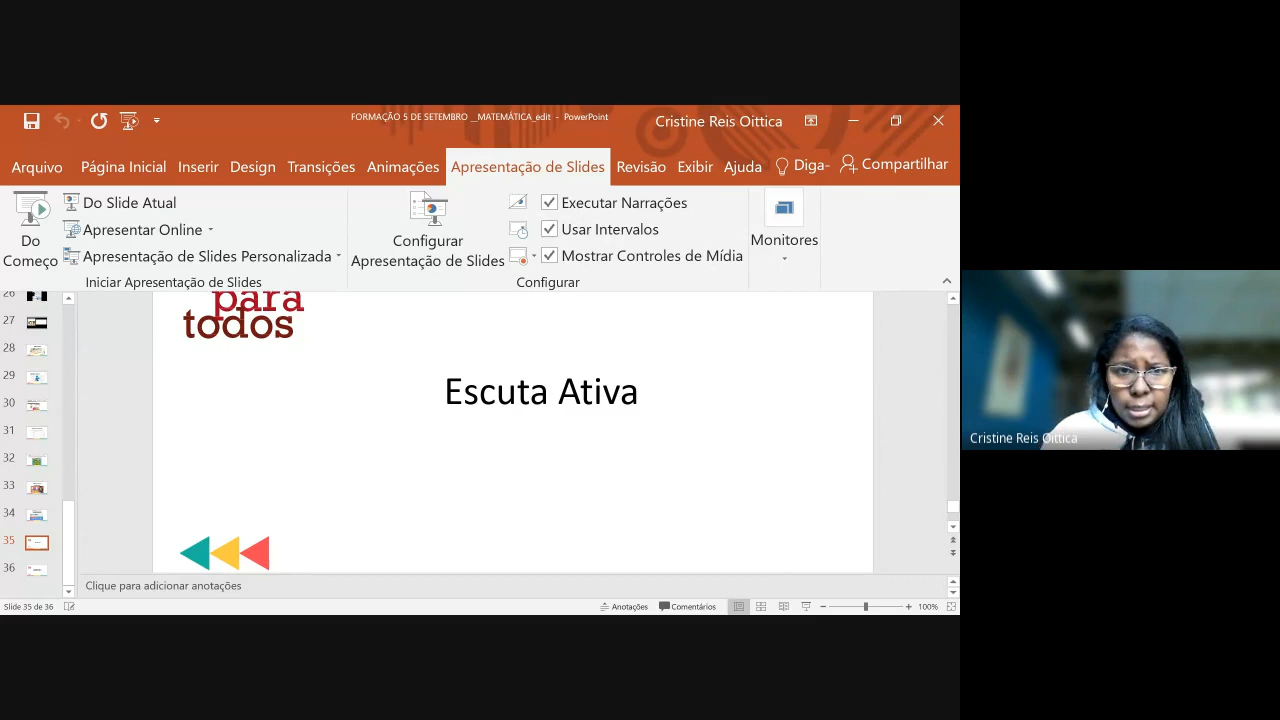 FORMAÇÃO 5 DE SETEMBRO __MATEMÁTICA_edit - PowerPoint
Cristine Reis Oittica
Arquivo Página Inicial Inserir Design Transições Animações Apresentação de Slides Revisão Exibir Ajuda Diga- Compartilhar
Do Começo
Do Slide Atual
Apresentar Online
Apresentação de Slides Personalizada
Iniciar Apresentação de Slides
Configurar
Apresentação de Slides
Executar Narrações
Usar Intervalos
Mostrar Controles de Mídia
Configurar
Monitores
26
27
28
29
30
31
32
33
34
35
36
para
todos
Escuta Ativa
Clique para adicionar anotações
Slide 35 de 36
Anotações
Comentários
100%
Cristine Reis Oittica